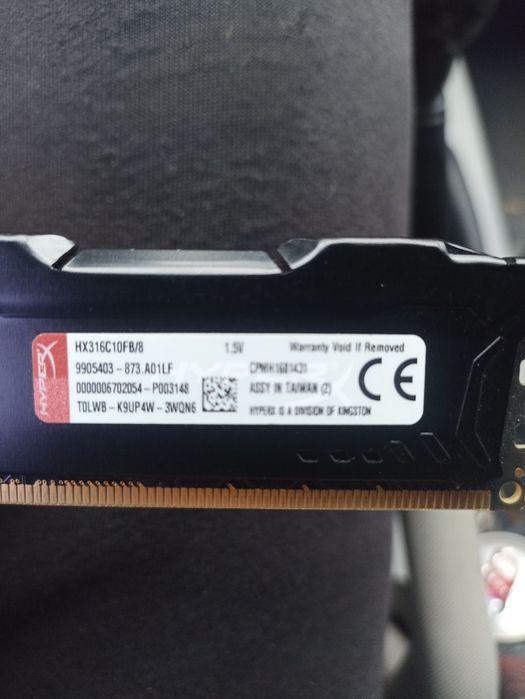 HYPERX
HX316C10FB/8 1.5V Warranty Void If Removed
9905403-873.A01LF
0000006702054-P003148 ASSY IN TAIWAN (2)
T0LWB-K9UP4W-3WQN6 HYPERX IS A DIVISION OF KINGSTON
CE